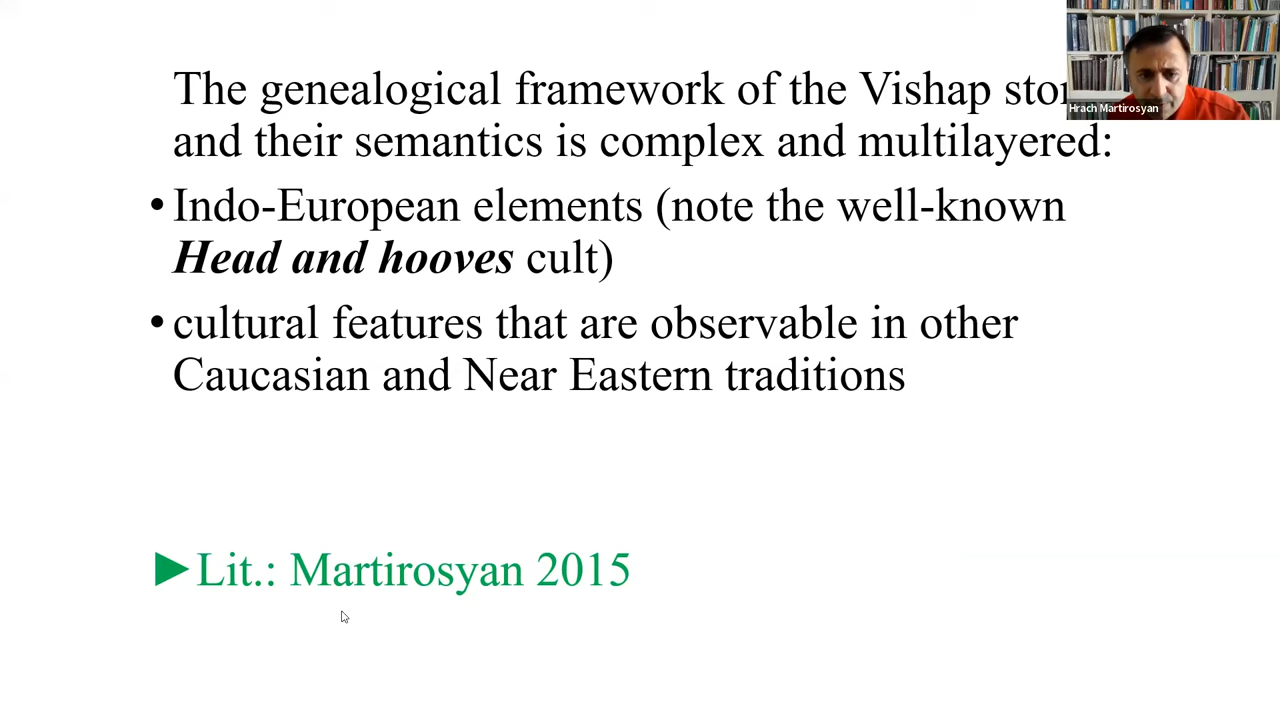 The genealogical framework of the Vishap
and their semantics is complex and multilayered:
• Indo-European elements (note the well-known
Head and hooves cult)
• cultural features that are observable in other
Caucasian and Near Eastern traditions
►Lit.: Martirosyan 2015
Hrach Martirosyan